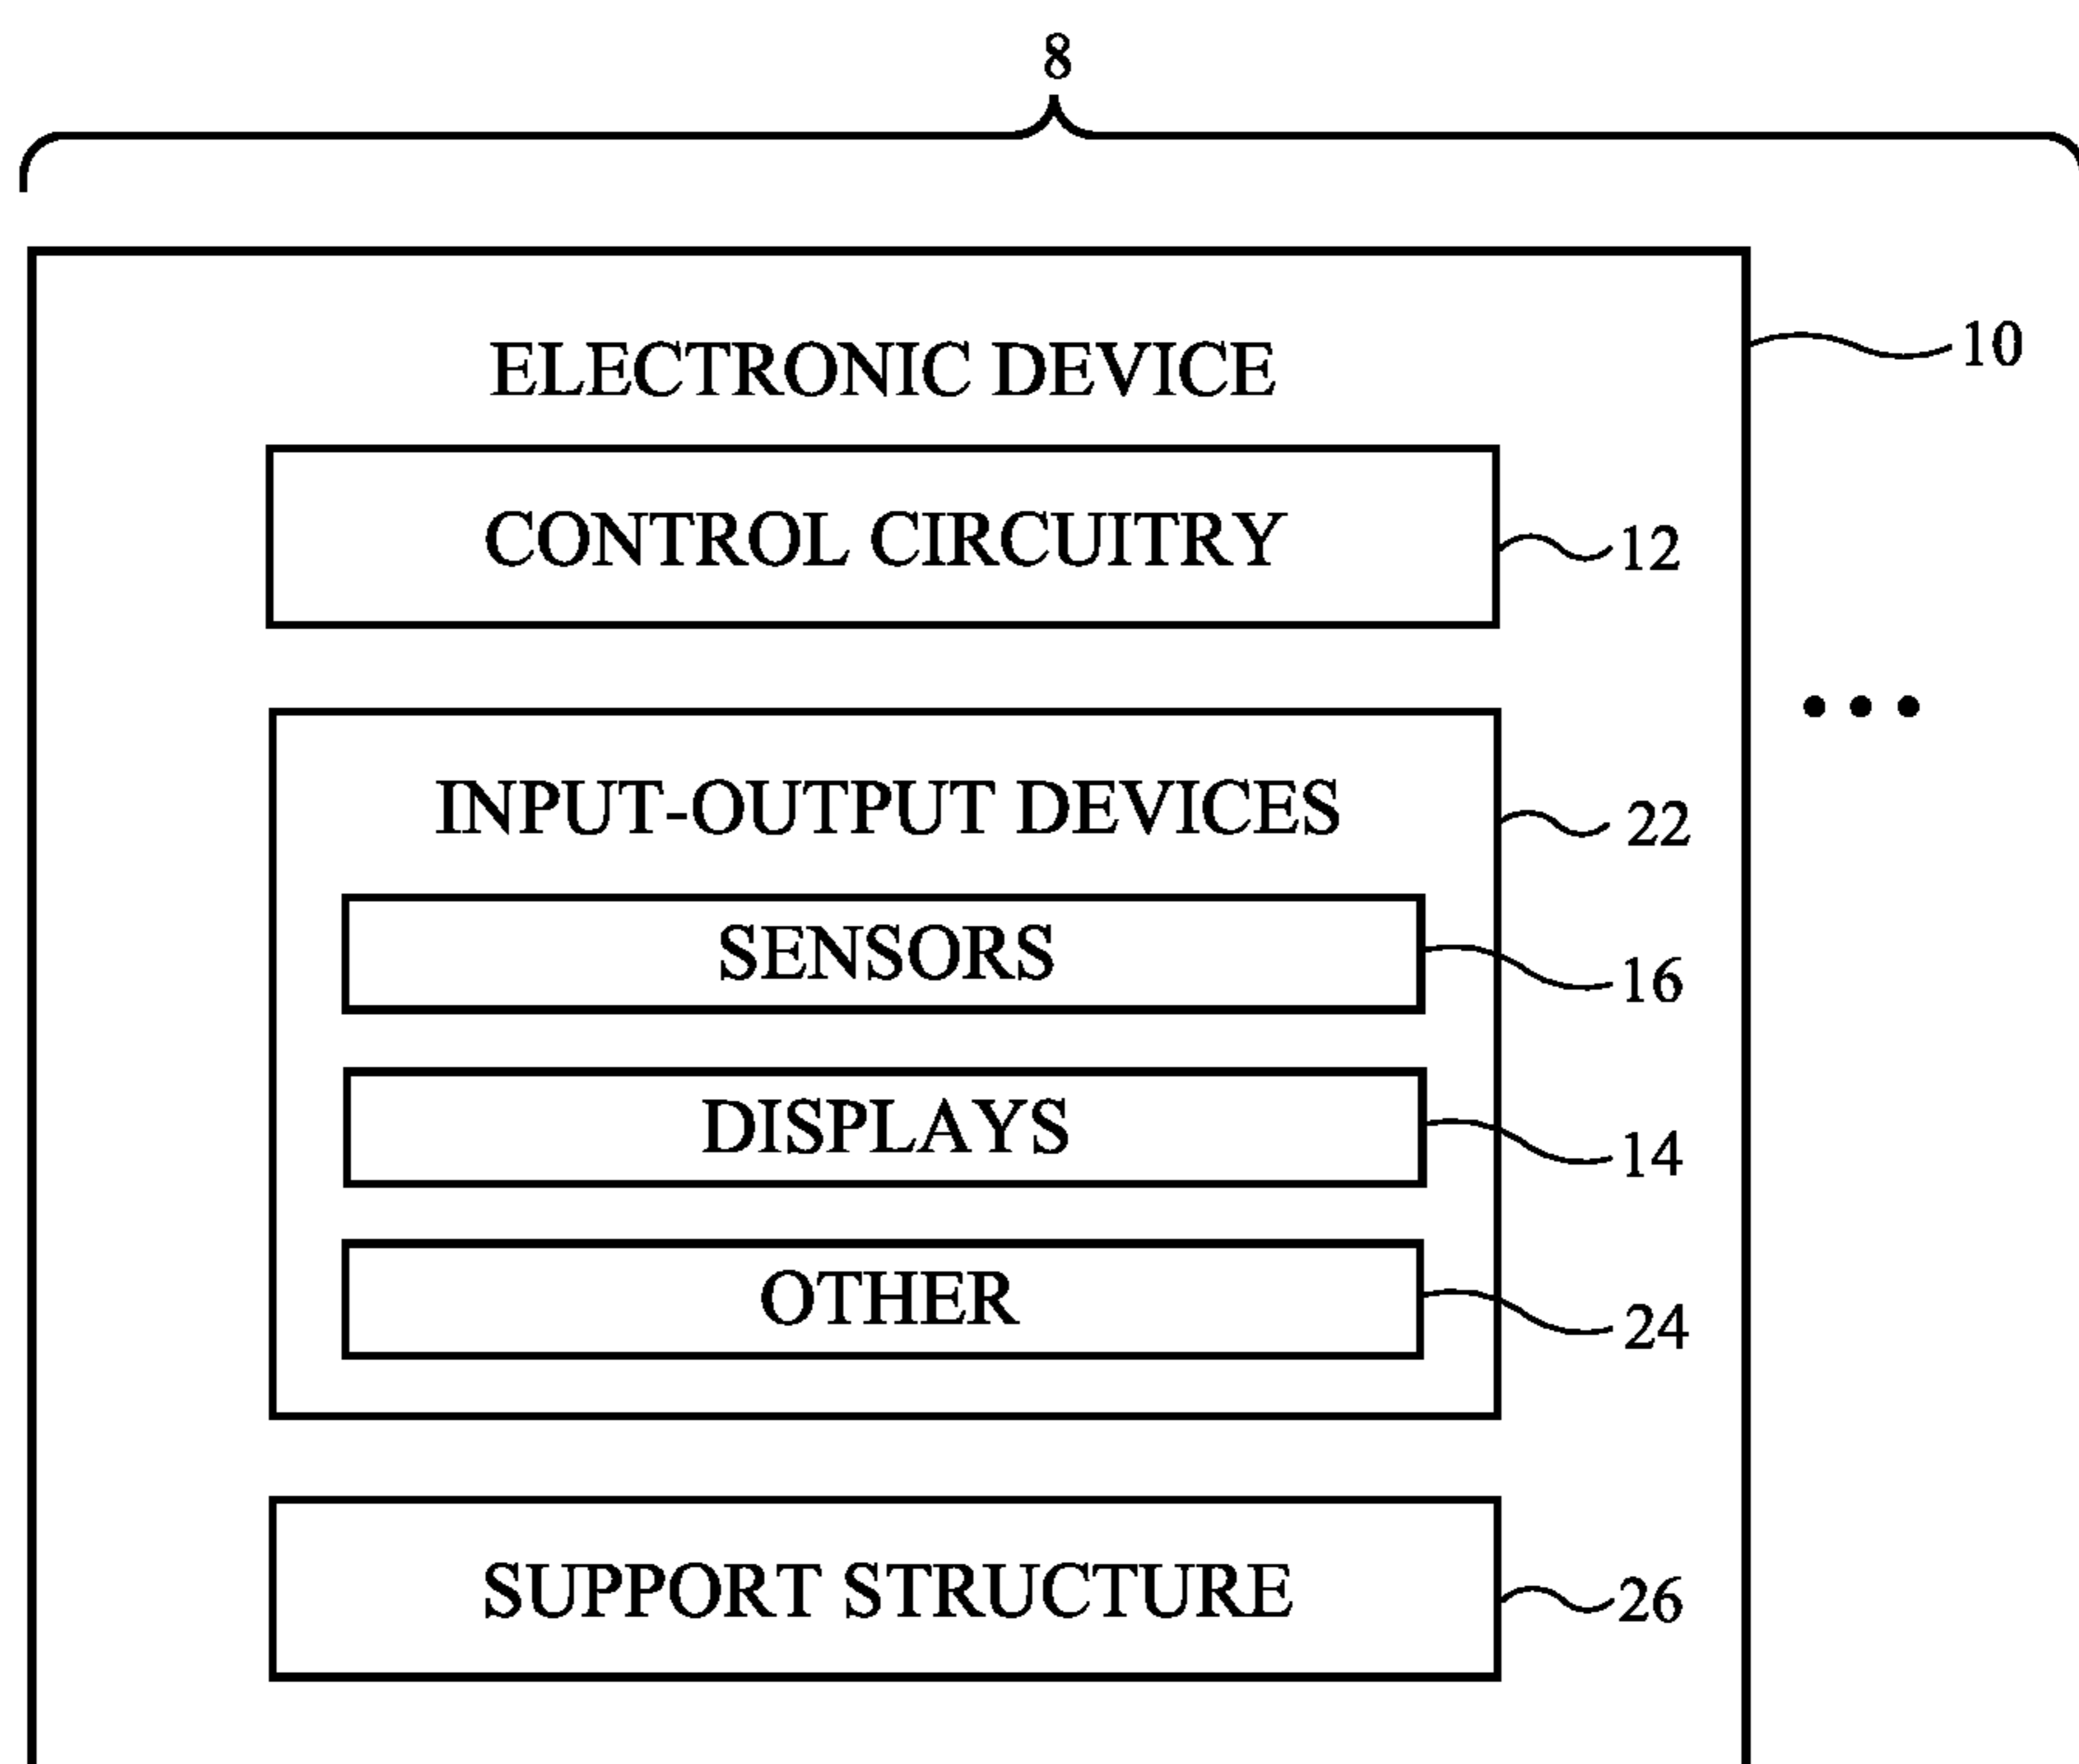 8
ELECTRONIC DEVICE
10
CONTROL CIRCUITRY
12
INPUT-OUTPUT DEVICES
22
SENSORS
16
DISPLAYS
14
OTHER
24
SUPPORT STRUCTURE
26